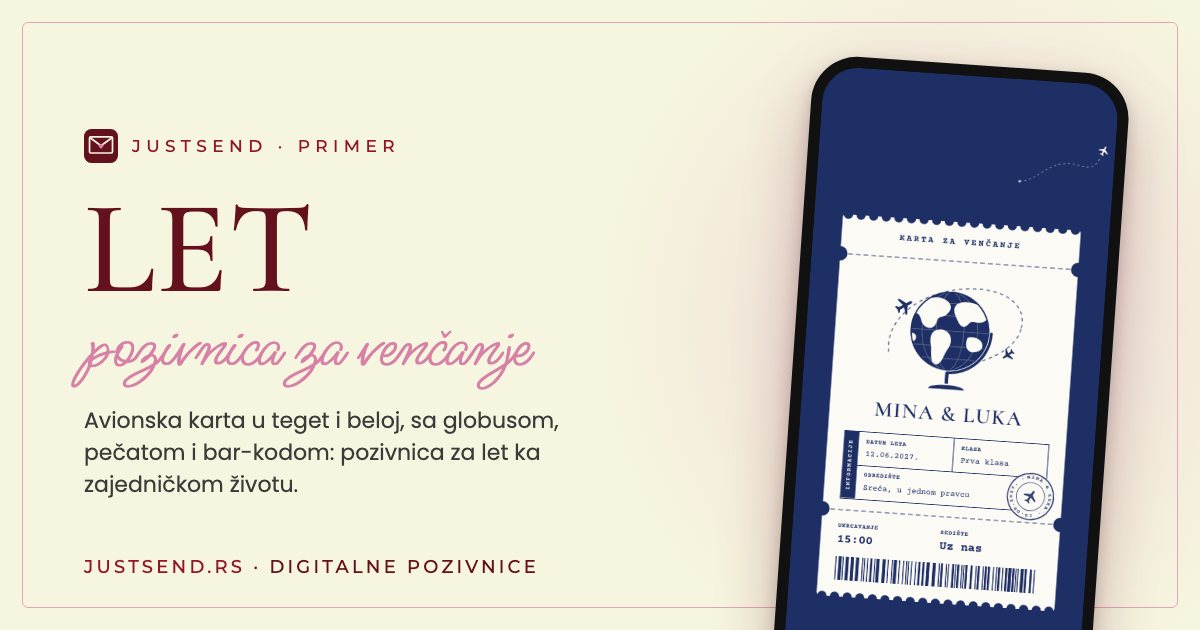 JUSTSEND · PRIMER
LET
pozivnica za venčanje
Avionska karta u teget i beloj, sa globusom,
pečatom i bar-kodom: pozivnica za let ka
zajedničkom životu.
JUSTSEND.RS · DIGITALNE POZIVNICE
KARTA ZA VENČANJE
MINA & LUKA
INFORMACIJE
DATUM LETA
12.06.2027.
KLASA
Prva klasa
ODREDIŠTE
Sreća, u jednom pravcu
MINA & LUKA
UKRCAVANJE
15:00
SEDIŠTE
Uz nas